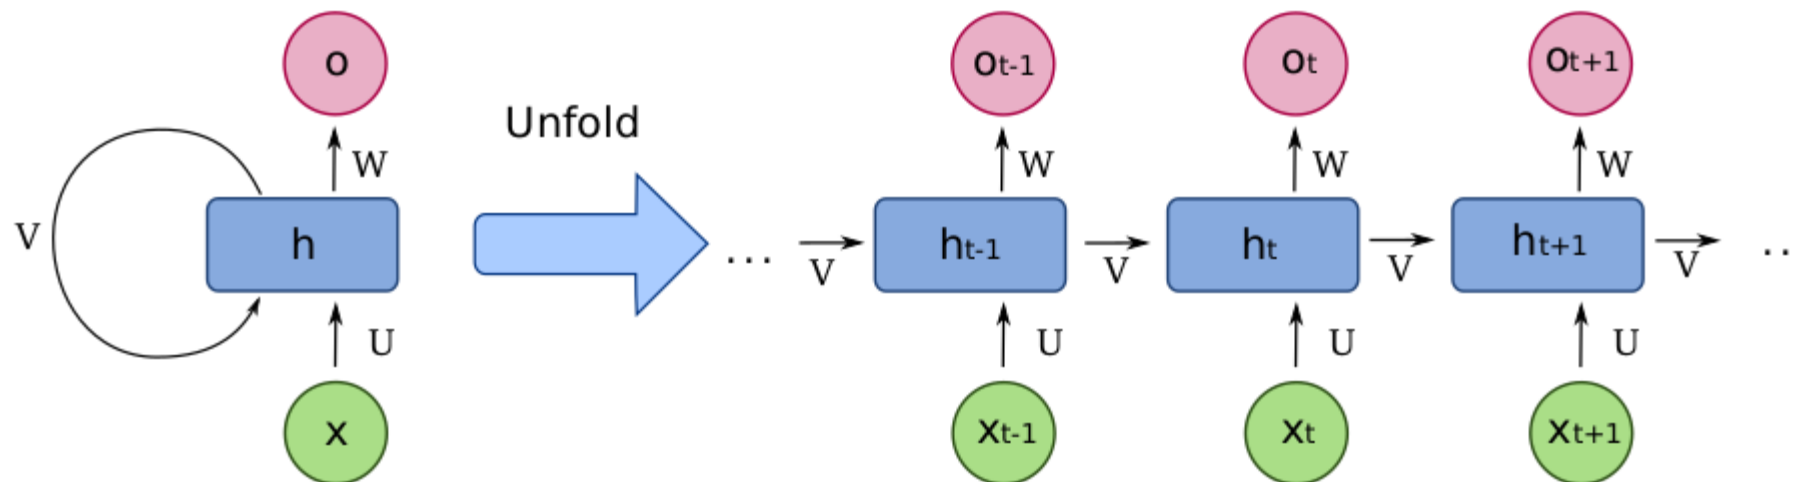 o ot-1 ot ot+1
Unfold
W W W W
V h ... V ht-1 V ht V ht+1 V ..
U U U U
x xt-1 xt xt+1